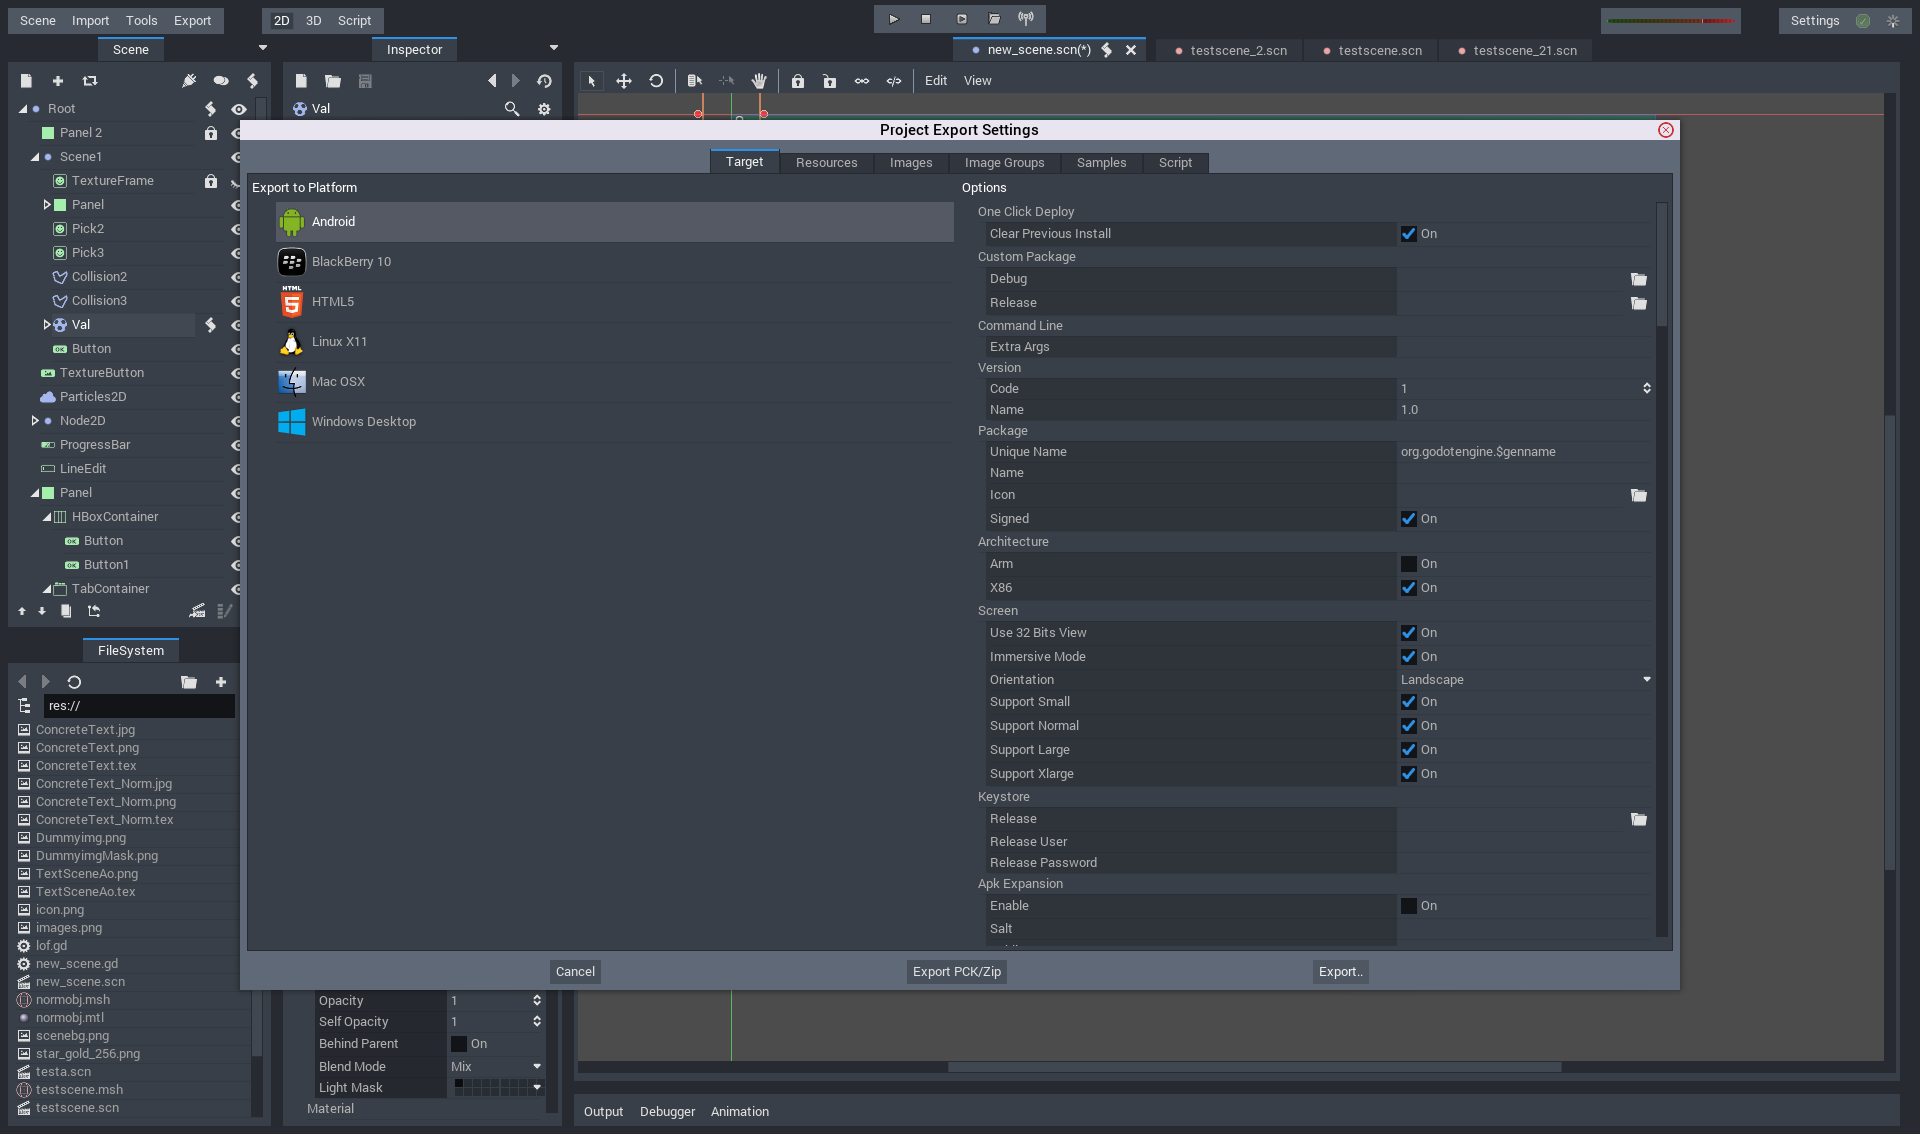 Scene Import Tools Export
2D 3D Script
Settings
Scene
Inspector
new_scene.scn(*)
testscene_2.scn
testscene.scn
testscene_21.scn
Edit View
Root
Val
Panel 2
Scene1
TextureFrame
Panel
Pick2
Pick3
Collision2
Collision3
Val
Button
TextureButton
Particles2D
Node2D
ProgressBar
LineEdit
Panel
HBoxContainer
Button
Button1
TabContainer
FileSystem
res://
ConcreteText.jpg
ConcreteText.png
ConcreteText.tex
ConcreteText_Norm.jpg
ConcreteText_Norm.png
ConcreteText_Norm.tex
Dummyimg.png
DummyimgMask.png
TextSceneAo.png
TextSceneAo.tex
icon.png
images.png
lof.gd
new_scene.gd
new_scene.scn
normobj.msh
normobj.mtl
scenebg.png
star_gold_256.png
testa.scn
testscene.msh
testscene.scn
Project Export Settings
Target Resources Images Image Groups Samples Script
Export to Platform
Android
BlackBerry 10
HTML
HTML5
Linux X11
Mac OSX
Windows Desktop
Options
One Click Deploy
Clear Previous Install On
Custom Package
Debug
Release
Command Line
Extra Args
Version
Code 1
Name 1.0
Package
Unique Name org.godotengine.$genname
Name
Icon
Signed On
Architecture
Arm On
X86 On
Screen
Use 32 Bits View On
Immersive Mode On
Orientation Landscape
Support Small On
Support Normal On
Support Large On
Support Xlarge On
Keystore
Release
Release User
Release Password
Apk Expansion
Enable On
Salt
Cancel
Export PCK/Zip
Export..
Opacity 1
Self Opacity 1
Behind Parent On
Blend Mode Mix
Light Mask
Material
Output Debugger Animation